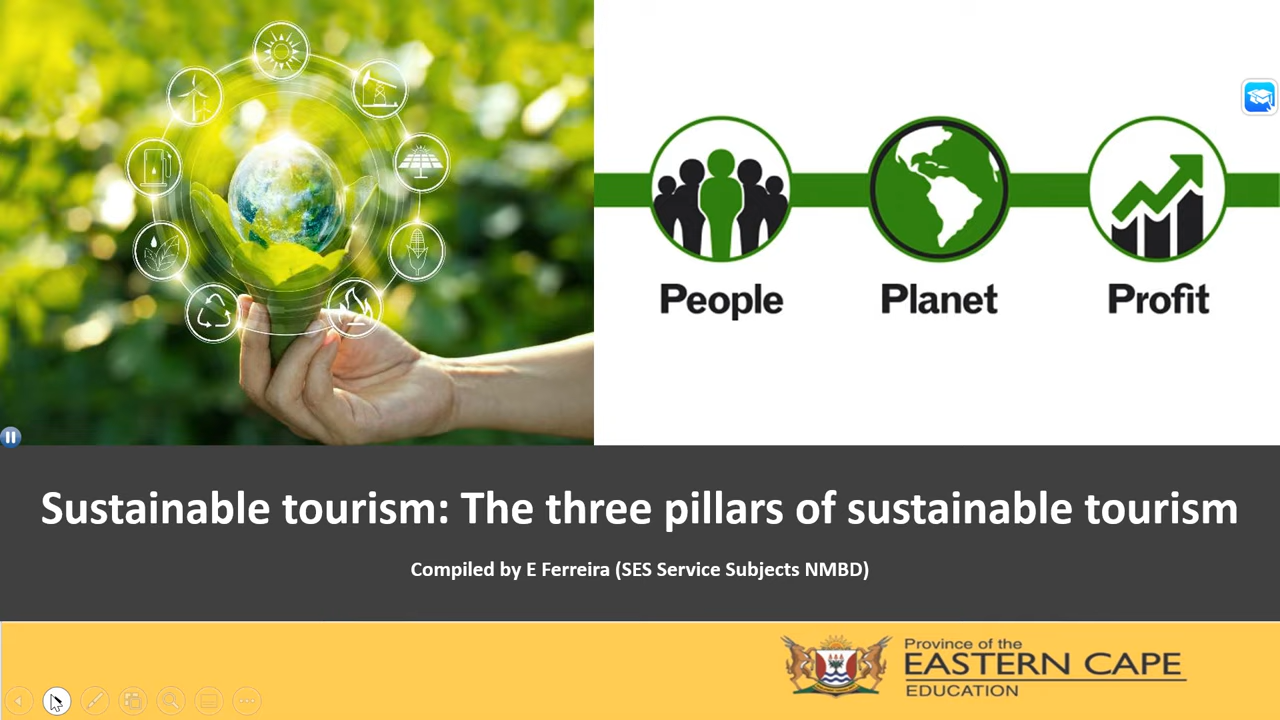 People
Planet
Profit
Sustainable tourism: The three pillars of sustainable tourism
Compiled by E Ferreira (SES Service Subjects NMBD)
Province of the
EASTERN CAPE
EDUCATION